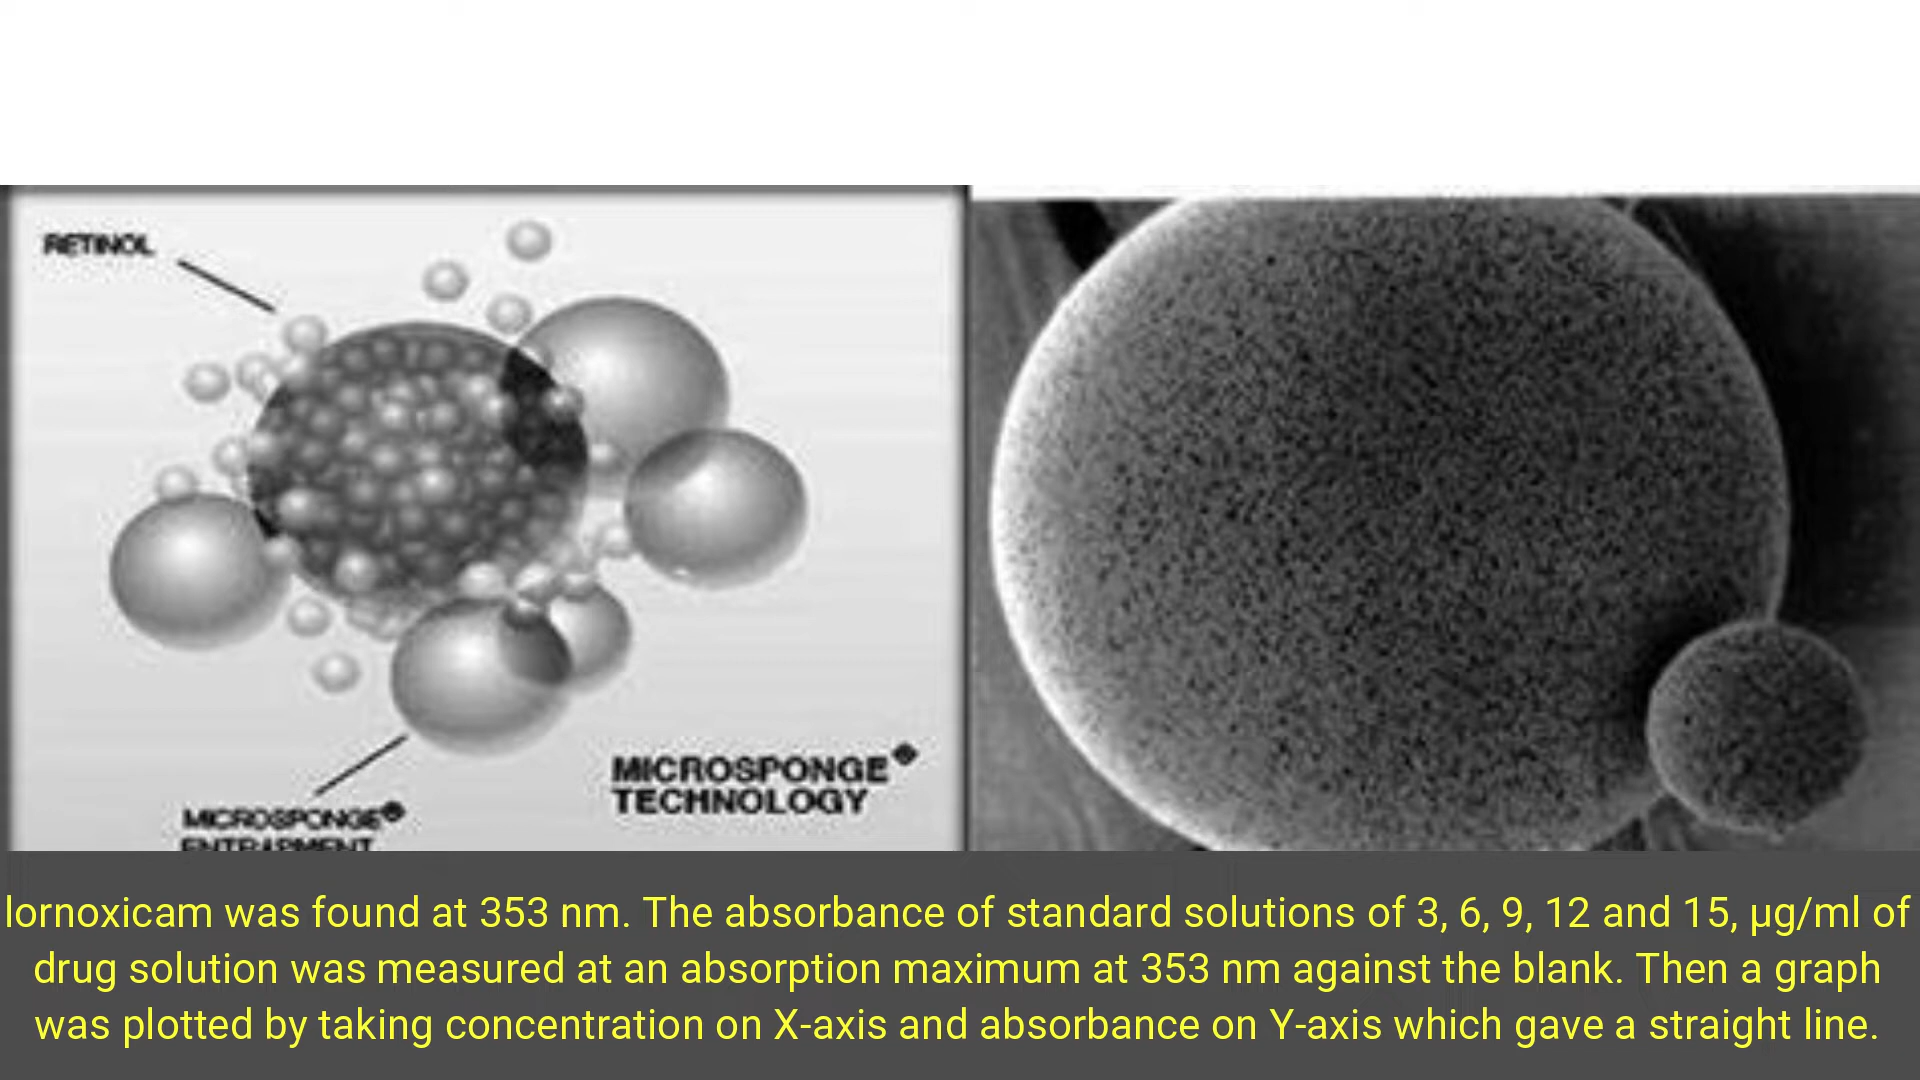 RETINOL
MICROSPONGE
TECHNOLOGY
MICROSPONGE
ENTRAPMENT
lornoxicam was found at 353 nm. The absorbance of standard solutions of 3, 6, 9, 12 and 15, µg/ml of
drug solution was measured at an absorption maximum at 353 nm against the blank. Then a graph
was plotted by taking concentration on X-axis and absorbance on Y-axis which gave a straight line.